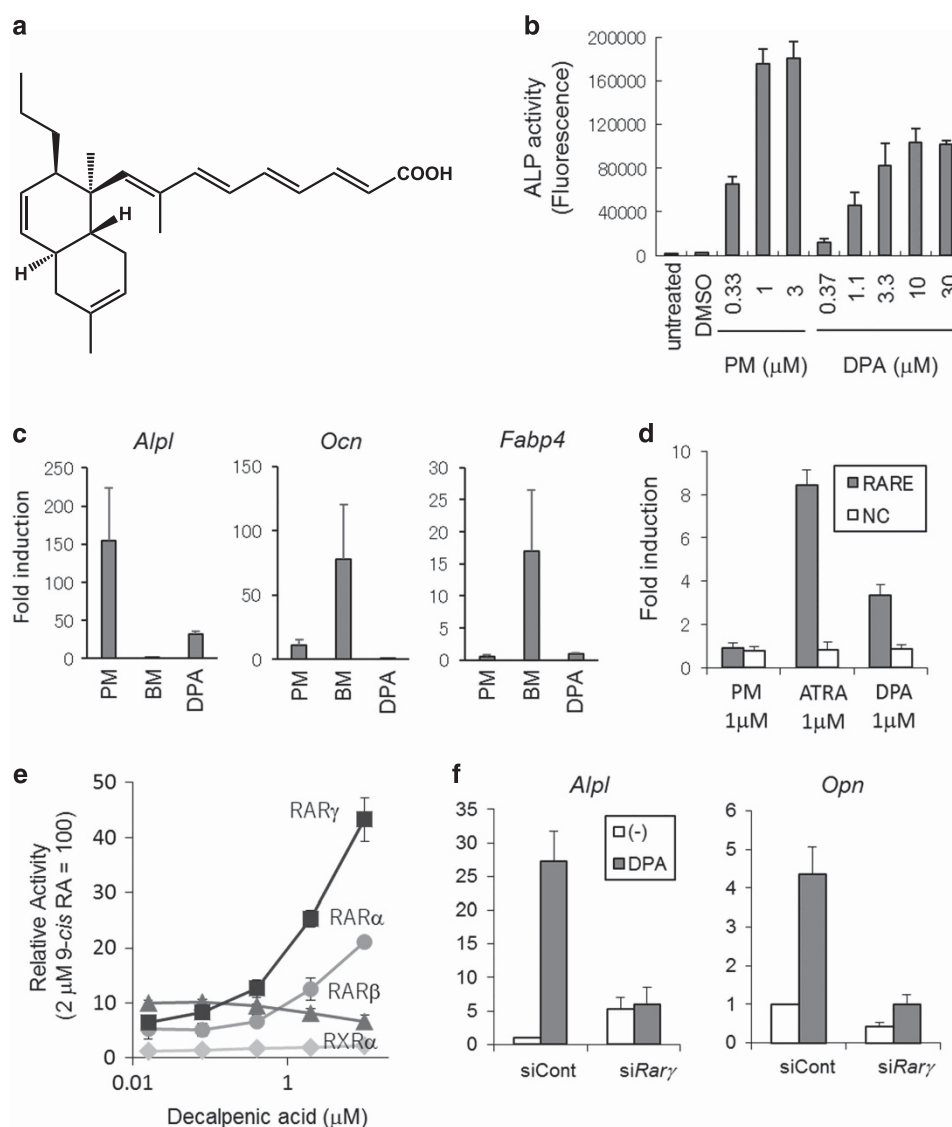 a
COOH
H
H
b
ALP activity
(Fluorescence)
200000
160000
120000
80000
40000
0
untreated
DMSO
0.33
1
3
0.37
1.1
3.3
10
30
PM (μM)
DPA (μM)
c
Alpl
Ocn
Fabp4
Fold induction
250
200
150
100
50
0
PM
BM
DPA
150
100
50
0
PM
BM
DPA
30
25
20
15
10
5
0
PM
BM
DPA
d
Fold induction
10
8
6
4
2
0
RARE
NC
PM
1μM
ATRA
1μM
DPA
1μM
e
Relative Activity
(2 μM 9-cis RA = 100)
50
40
30
20
10
0
RARγ
RARα
RARβ
RXRα
0.01
1
Decalpenic acid (μM)
f
Alpl
Opn
35
30
25
20
15
10
5
0
(-)
DPA
siCont
siRarγ
6
5
4
3
2
1
0
siCont
siRarγ